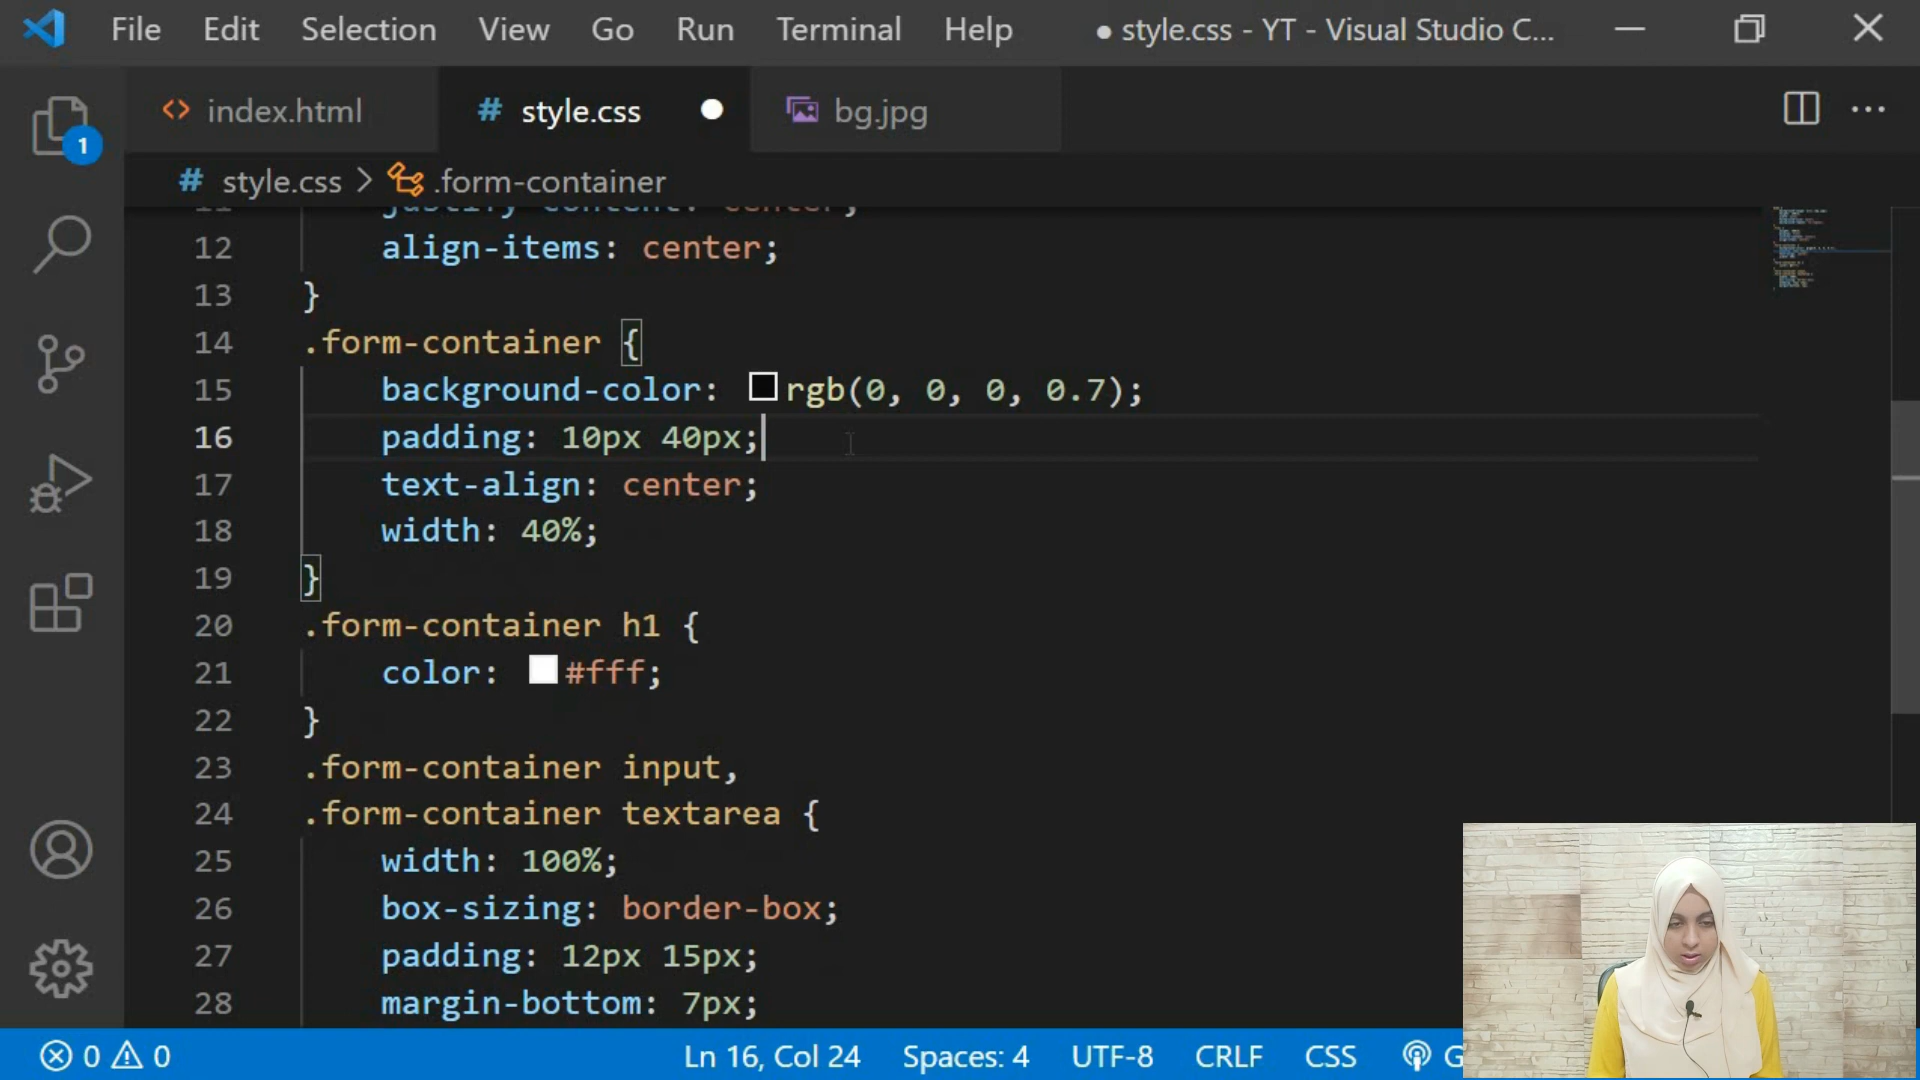 File Edit Selection View Go Run Terminal Help ● style.css - YT - Visual Studio C...
index.html # style.css bg.jpg
1
# style.css > .form-container
11 justify-content: center;
12 align-items: center;
13 }
14 .form-container {
15 background-color: rgb(0, 0, 0, 0.7);
16 padding: 10px 40px;
17 text-align: center;
18 width: 40%;
19 }
20 .form-container h1 {
21 color: #fff;
22 }
23 .form-container input,
24 .form-container textarea {
25 width: 100%;
26 box-sizing: border-box;
27 padding: 12px 15px;
28 margin-bottom: 7px;
0 0 Ln 16, Col 24 Spaces: 4 UTF-8 CRLF CSS G